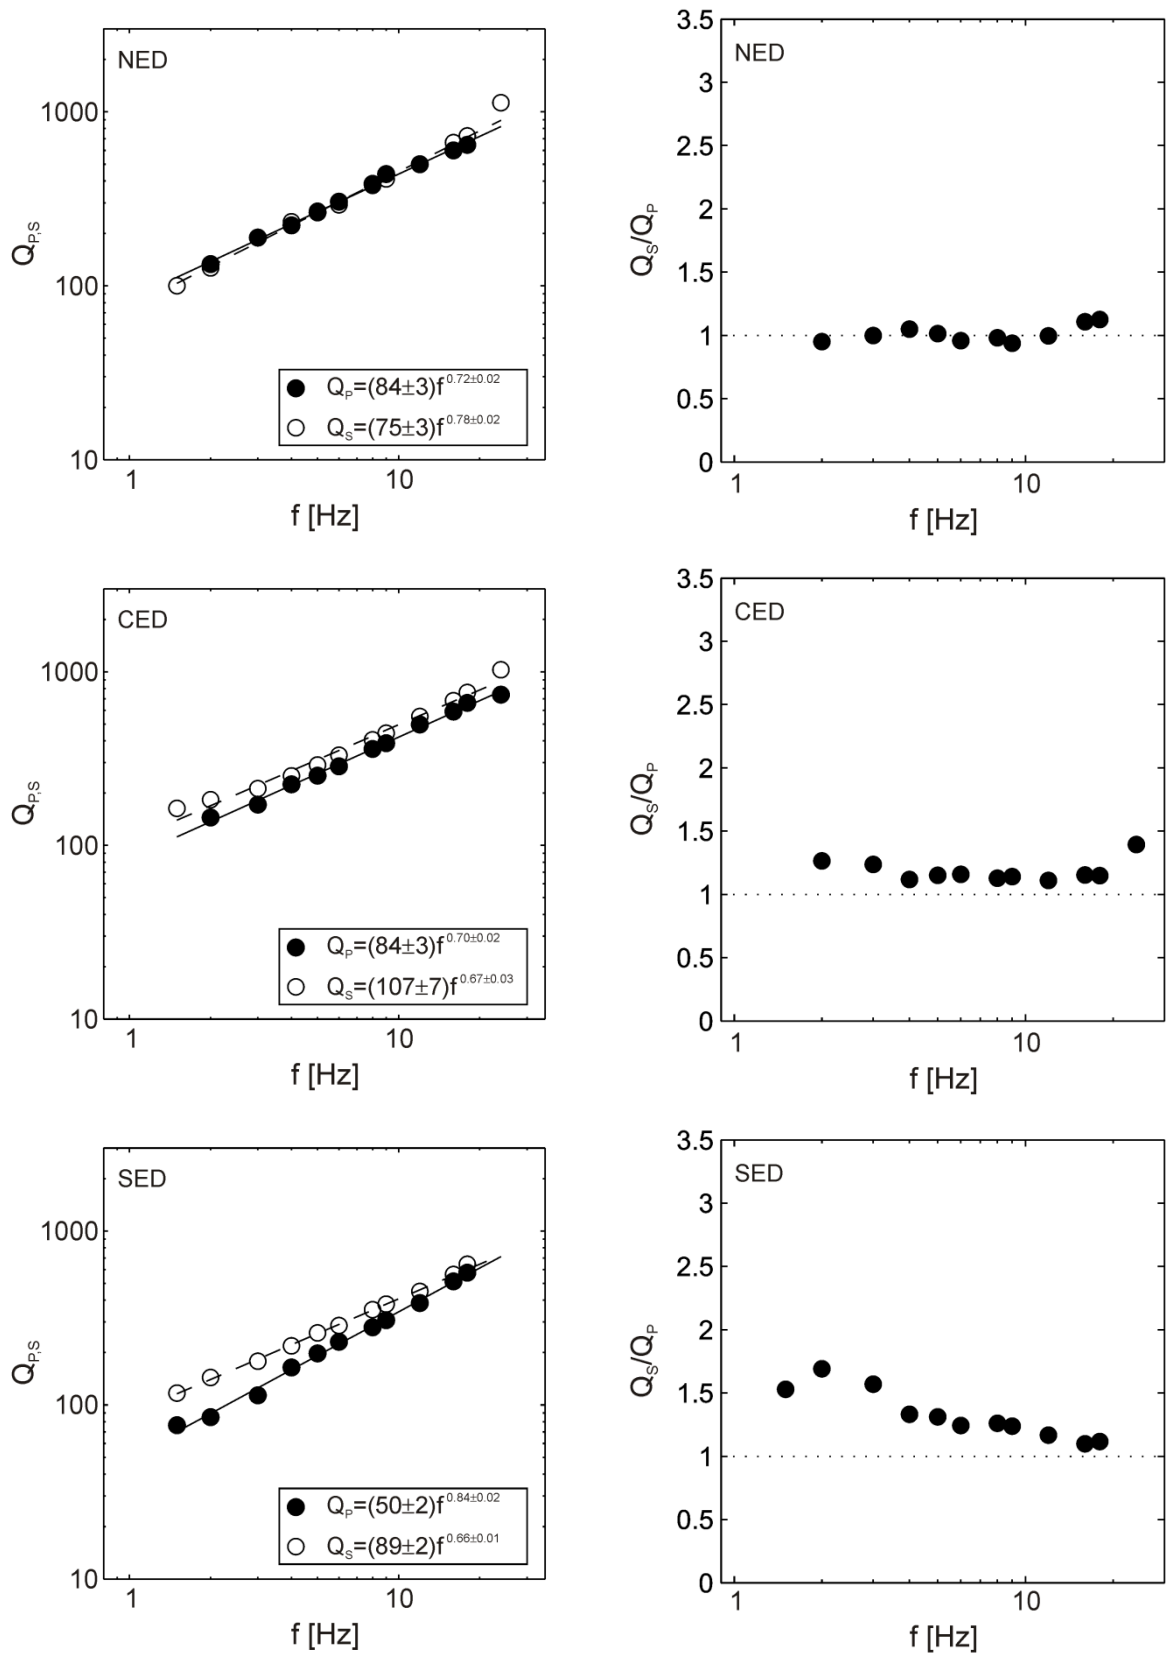 NED
1000
100
10
Q_P,S
Q_P=(84±3)f^0.72±0.02
Q_S=(75±3)f^0.78±0.02
1 10
f [Hz]
NED
3.5
3
2.5
2
1.5
1
0.5
0
Q_S/Q_P
1 10
f [Hz]
CED
1000
100
10
Q_P,S
Q_P=(84±3)f^0.70±0.02
Q_S=(107±7)f^0.67±0.03
1 10
f [Hz]
CED
3.5
3
2.5
2
1.5
1
0.5
0
Q_S/Q_P
1 10
f [Hz]
SED
1000
100
10
Q_P,S
Q_P=(50±2)f^0.84±0.02
Q_S=(89±2)f^0.66±0.01
1 10
f [Hz]
SED
3.5
3
2.5
2
1.5
1
0.5
0
Q_S/Q_P
1 10
f [Hz]